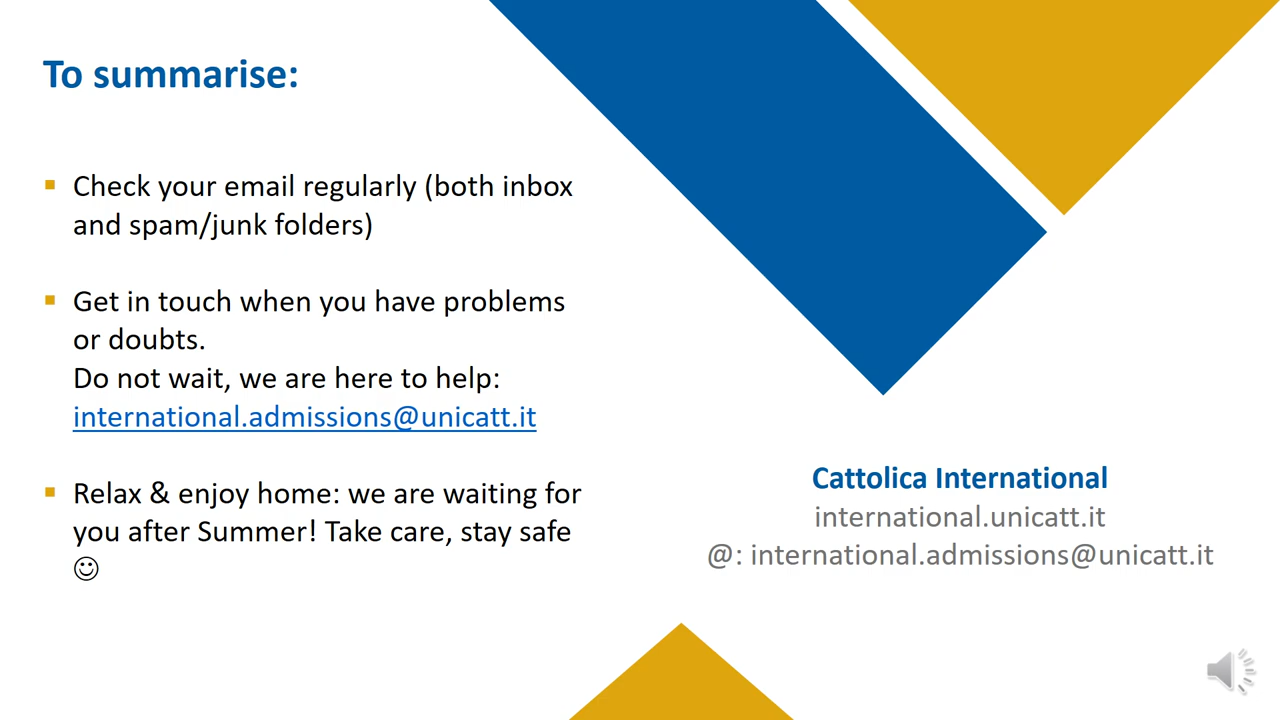 To summarise:
▪ Check your email regularly (both inbox
and spam/junk folders)
▪ Get in touch when you have problems
or doubts.
Do not wait, we are here to help:
international.admissions@unicatt.it
▪ Relax & enjoy home: we are waiting for
you after Summer! Take care, stay safe
☺
Cattolica International
international.unicatt.it
@: international.admissions@unicatt.it